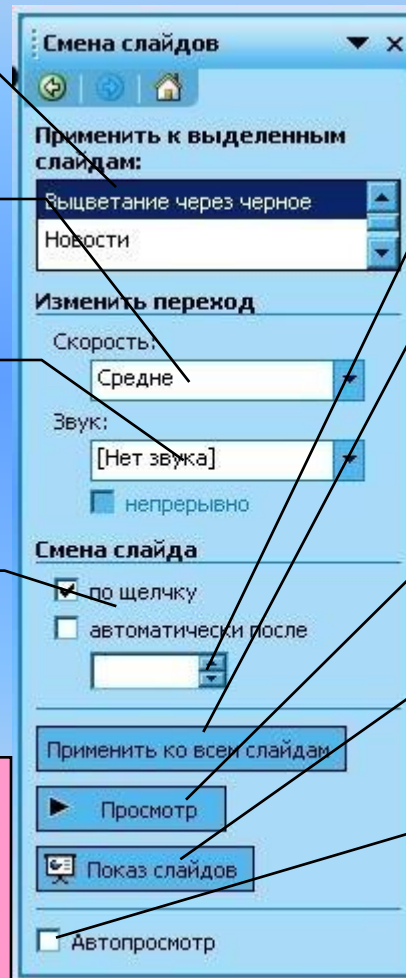 Смена слайдов
Применить к выделенным
слайдам:
Выцветание через черное
Новости
Изменить переход
Скорость:
Средне
Звук:
[Нет звука]
непрерывно
Смена слайда
по щелчку
автоматически после
Применить ко всем слайдам
Просмотр
Показ слайдов
Автопросмотр